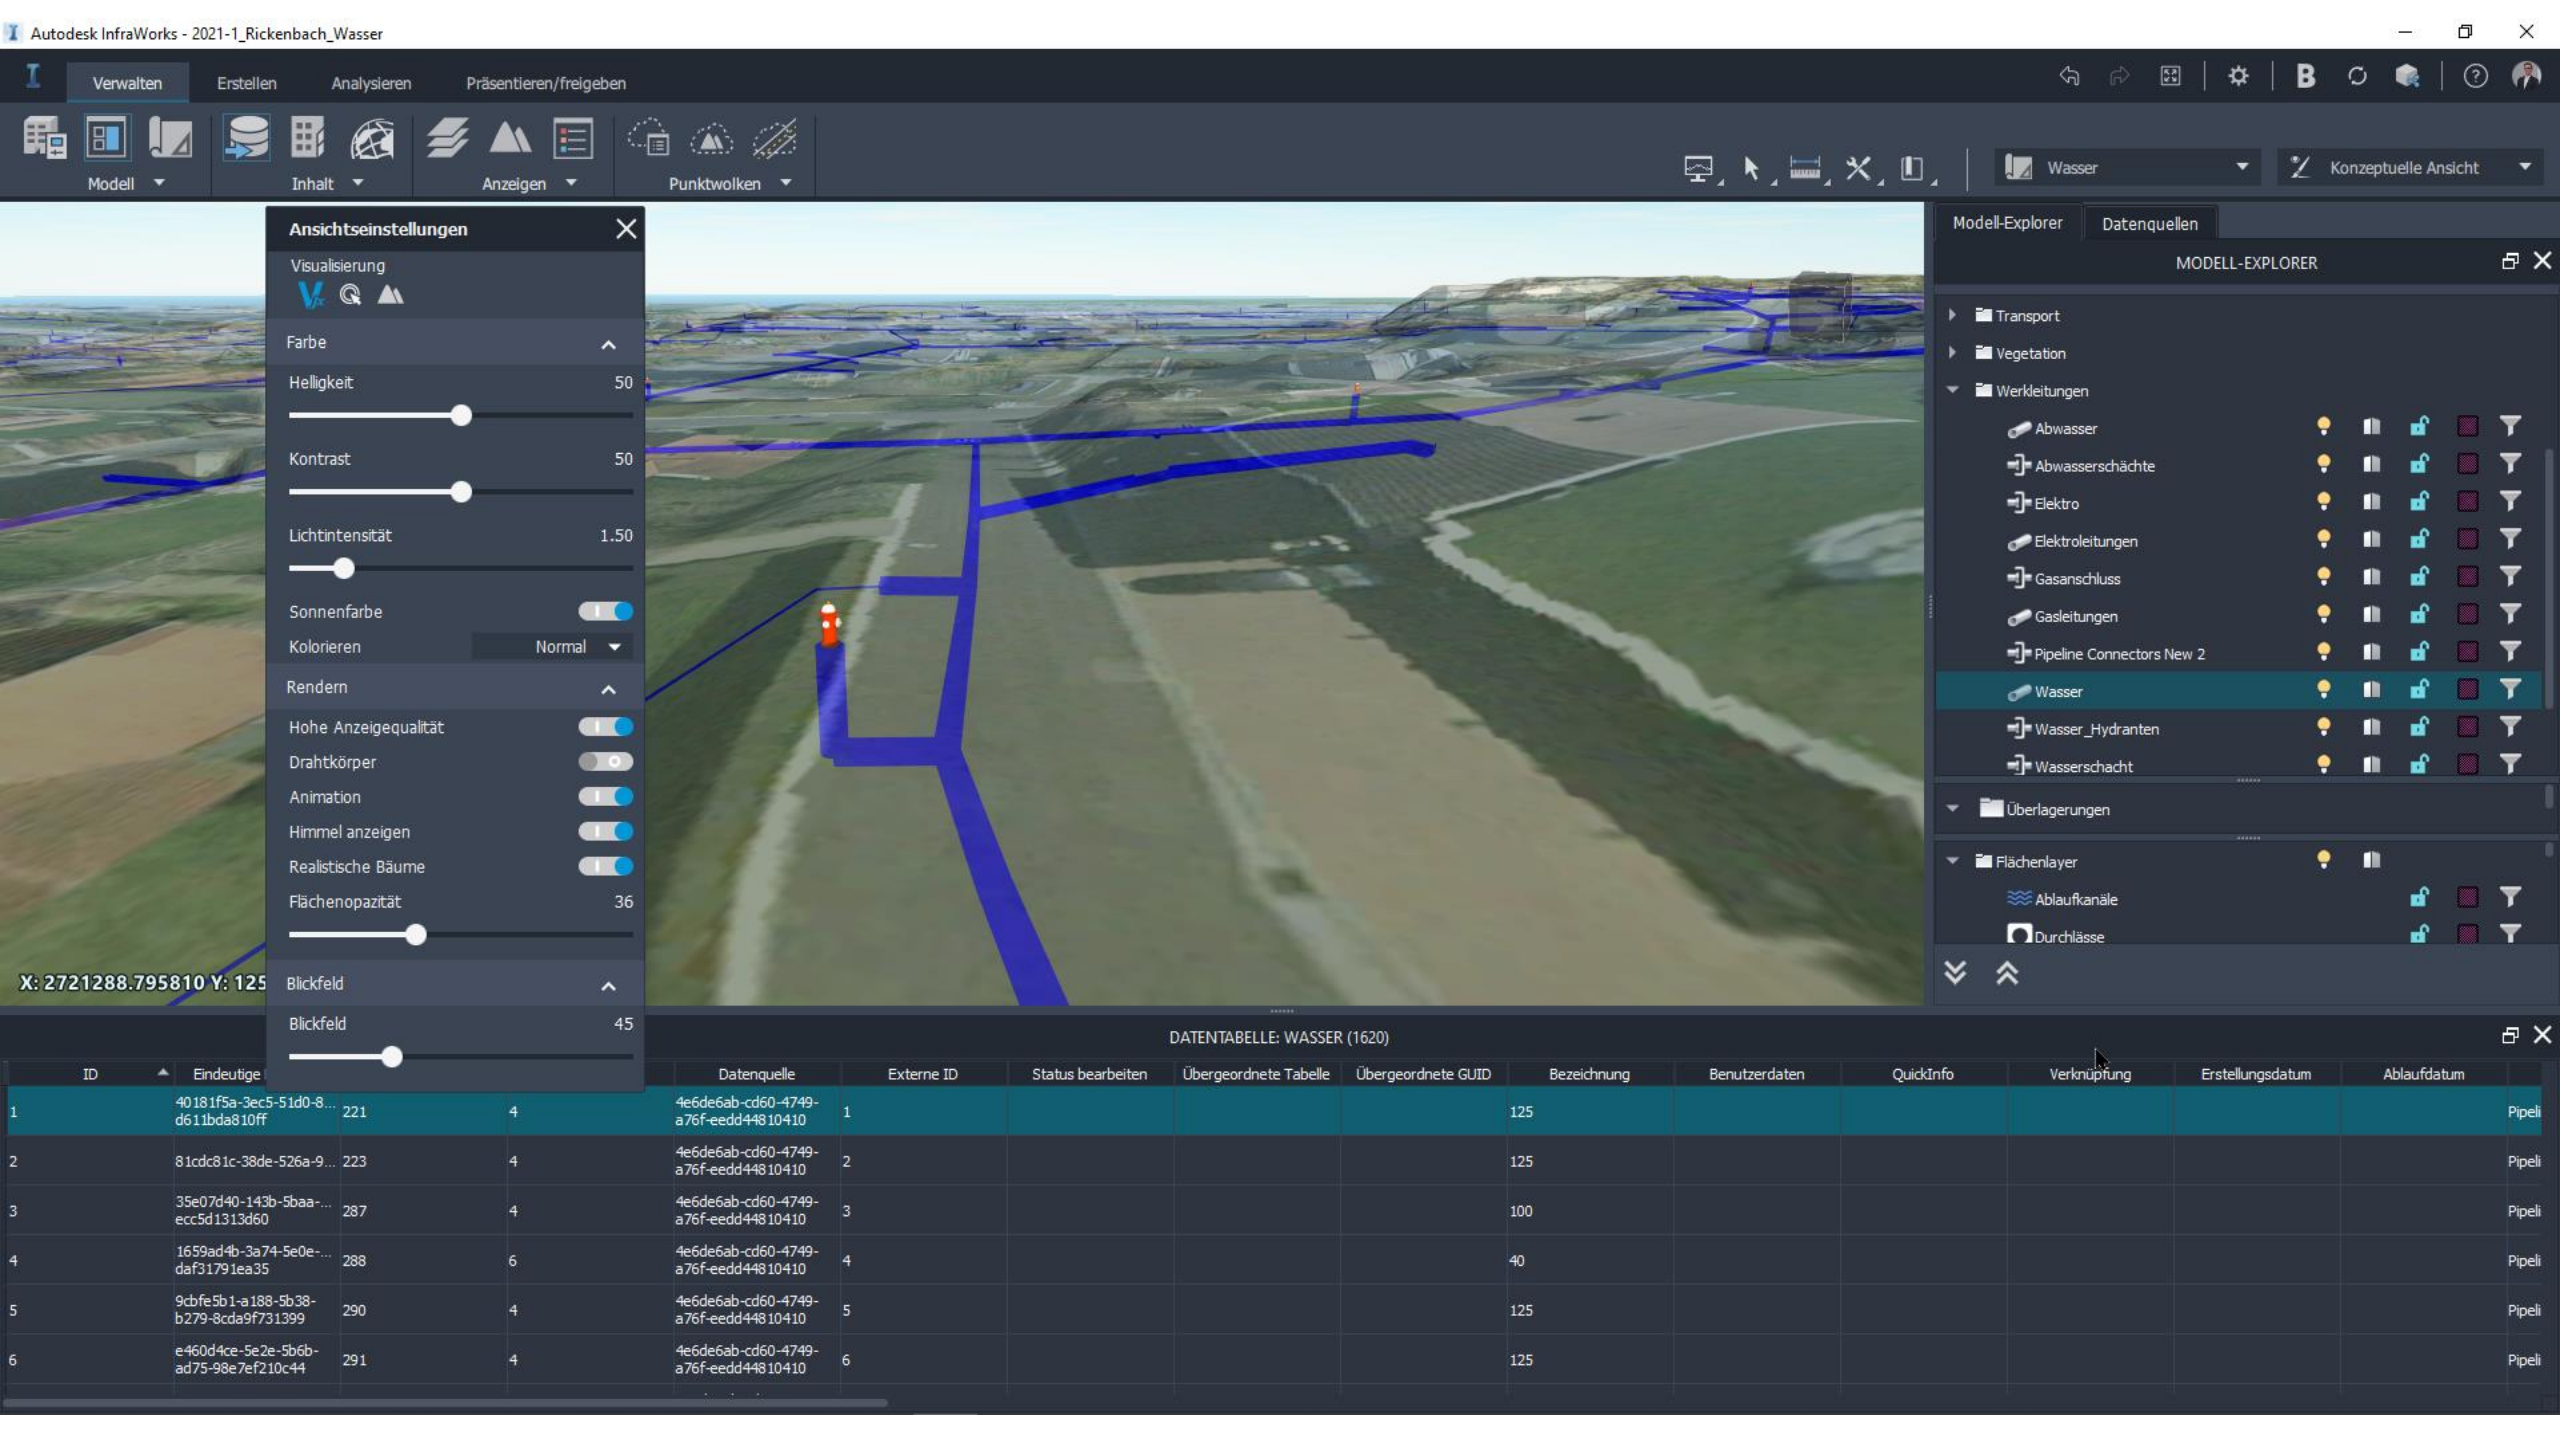 Autodesk InfraWorks - 2021-1_Rickenbach_Wasser
Verwalten
Erstellen
Analysieren
Präsentieren/freigeben
Modell
Inhalt
Anzeigen
Punktwolken
Wasser
Konzeptuelle Ansicht
Ansichtseinstellungen
Visualisierung
Farbe
Helligkeit 50
Kontrast 50
Lichtintensität 1.50
Sonnenfarbe
Kolorieren Normal
Rendern
Hohe Anzeigequalität
Drahtkörper
Animation
Himmel anzeigen
Realistische Bäume
Flächenopazität 36
Blickfeld
Blickfeld 45
X: 2721288.795810 Y: 125
Modell-Explorer
Datenquellen
MODELL-EXPLORER
Transport
Vegetation
Werkleitungen
Abwasser
Abwasserschächte
Elektro
Elektroleitungen
Gasanschluss
Gasleitungen
Pipeline Connectors New 2
Wasser
Wasser_Hydranten
Wasserschacht
Überlagerungen
Flächenlayer
Ablaufkanäle
Durchlässe
DATENTABELLE: WASSER (1620)
ID Eindeutige Datenquelle Externe ID Status bearbeiten Übergeordnete Tabelle Übergeordnete GUID Bezeichnung Benutzerdaten QuickInfo Verknüpfung Erstellungsdatum Ablaufdatum
1 40181f5a-3ec5-51d0-8... d611bda810ff 221 4 4e6de6ab-cd60-4749-a76f-eedd44810410 1 125 Pipeli
2 81cdc81c-38de-526a-9... 223 4 4e6de6ab-cd60-4749-a76f-eedd44810410 2 125 Pipeli
3 35e07d40-143b-5baa-... ecc5d1313d60 287 4 4e6de6ab-cd60-4749-a76f-eedd44810410 3 100 Pipeli
4 1659ad4b-3a74-5e0e-... daf31791ea35 288 6 4e6de6ab-cd60-4749-a76f-eedd44810410 4 40 Pipeli
5 9cbfe5b1-a188-5b38-b279-8cda9f731399 290 4 4e6de6ab-cd60-4749-a76f-eedd44810410 5 125 Pipeli
6 e460d4ce-5e2e-5b6b-ad75-98e7ef210c44 291 4 4e6de6ab-cd60-4749-a76f-eedd44810410 6 125 Pipeli